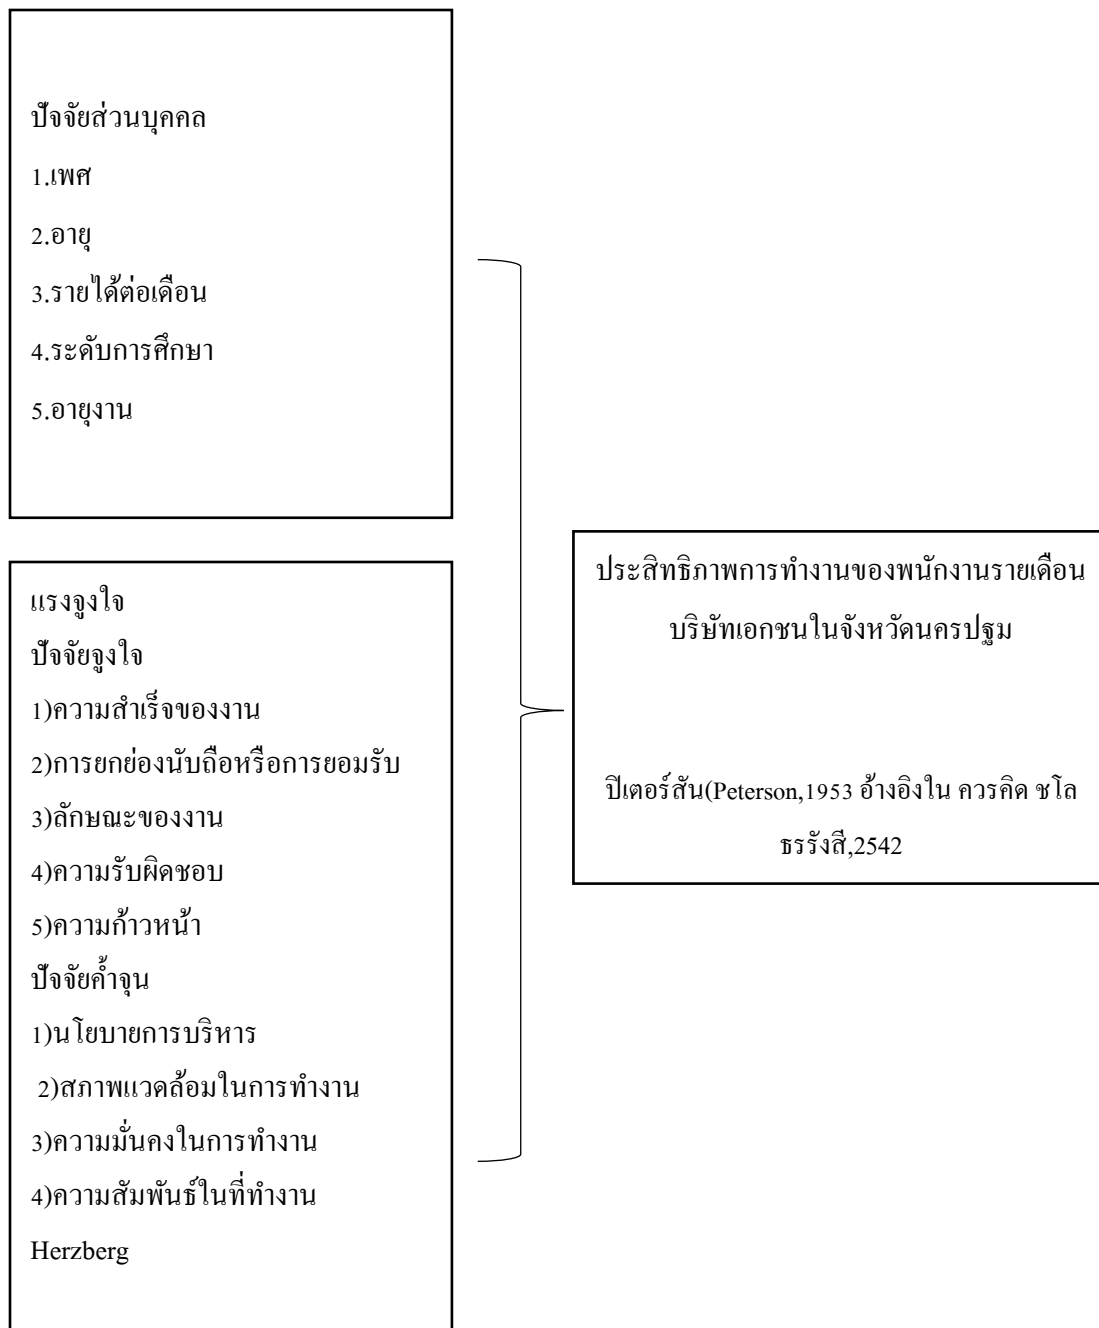 ปัจจัยส่วนบุคคล
1.เพศ
2.อายุ
3.รายได้ต่อเดือน
4.ระดับการศึกษา
5.อายุงาน
แรงจูงใจ
ปัจจัยจูงใจ
1)ความสำเร็จของงาน
2)การยกย่องนับถือหรือการยอมรับ
3)ลักษณะของงาน
4)ความรับผิดชอบ
5)ความก้าวหน้า
ปัจจัยค้ำจุน
1)นโยบายการบริหาร
2)สภาพแวดล้อมในการทำงาน
3)ความมั่นคงในการทำงาน
4)ความสัมพันธ์ในที่ทำงาน
Herzberg
ประสิทธิภาพการทำงานของพนักงานรายเดือน
บริษัทเอกชนในจังหวัดนครปฐม
ปิเตอร์สัน(Peterson,1953 อ้างอิงใน ควรคิด ชโล
ธรรังสี,2542